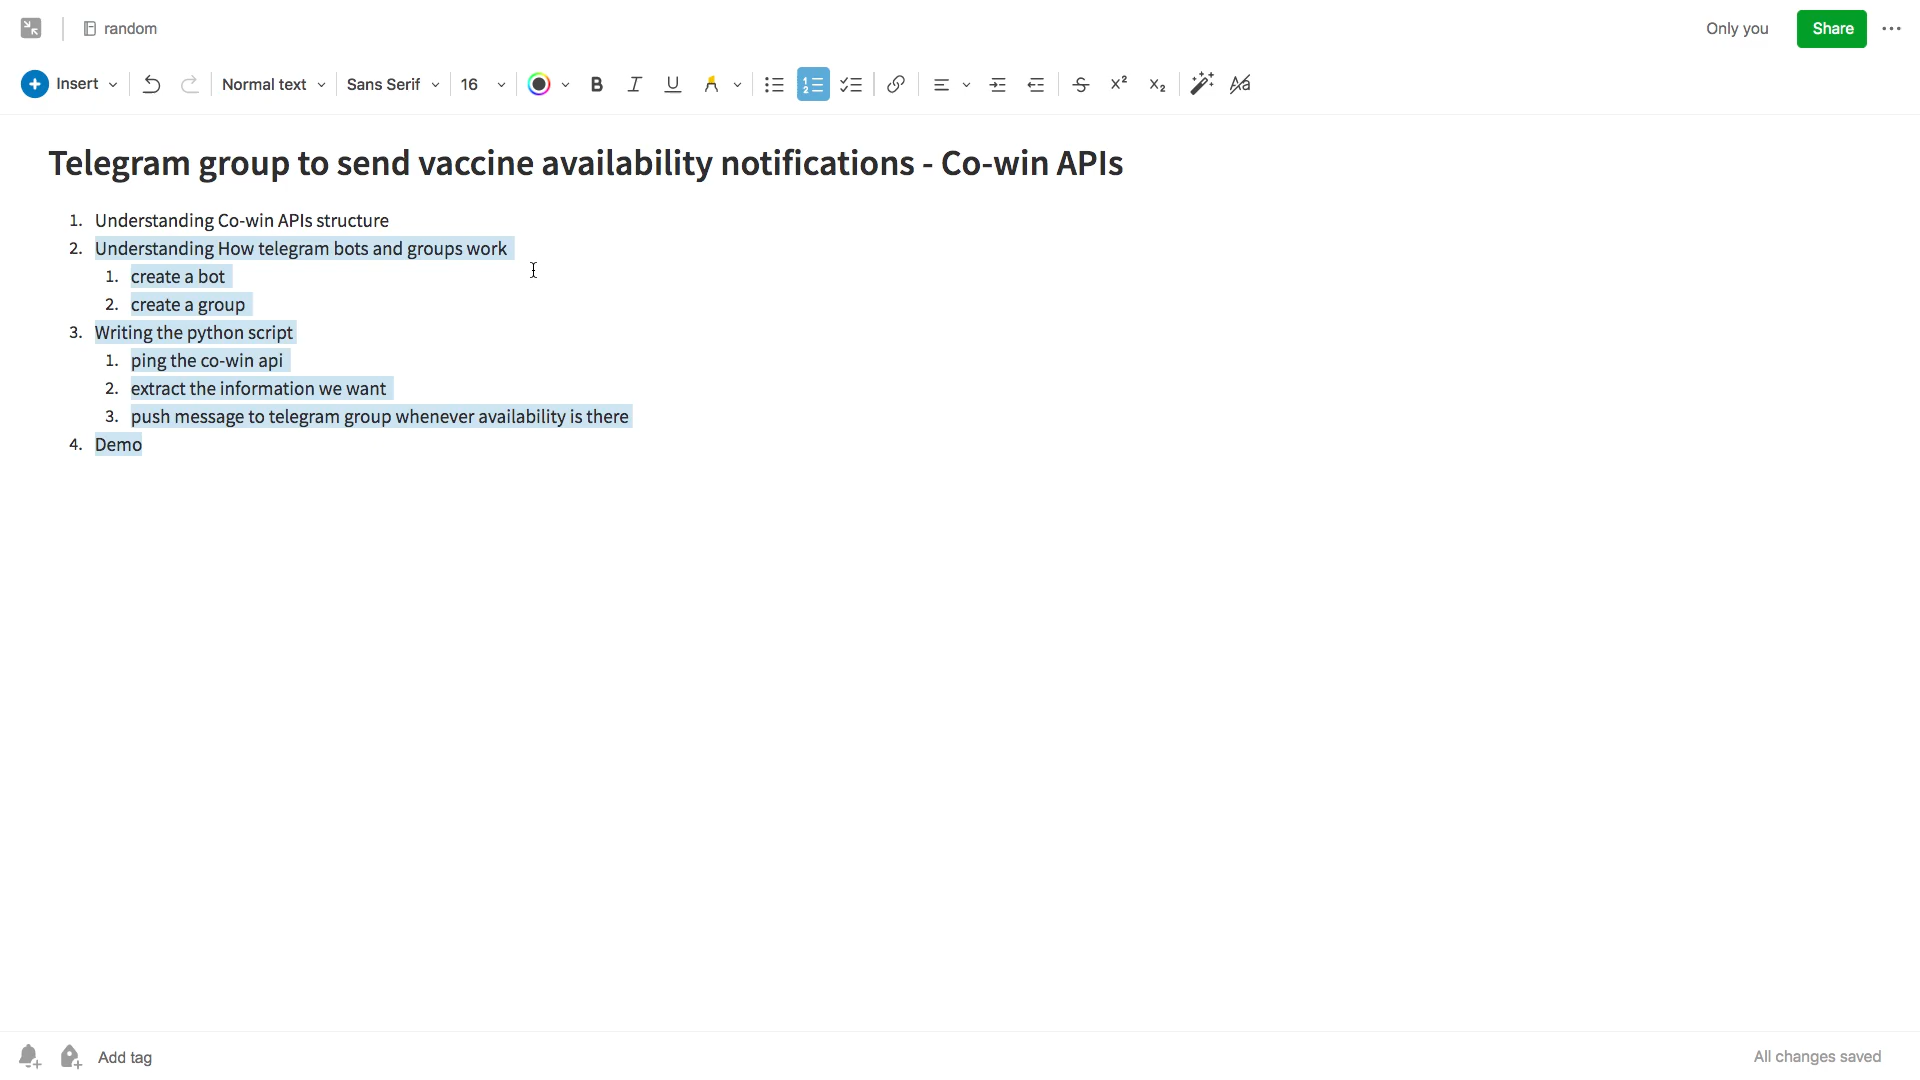 random
Only you
Share
Insert
Normal text
Sans Serif
16
Telegram group to send vaccine availability notifications - Co-win APIs
1. Understanding Co-win APIs structure
2. Understanding How telegram bots and groups work
1. create a bot
2. create a group
3. Writing the python script
1. ping the co-win api
2. extract the information we want
3. push message to telegram group whenever availability is there
4. Demo
Add tag
All changes saved